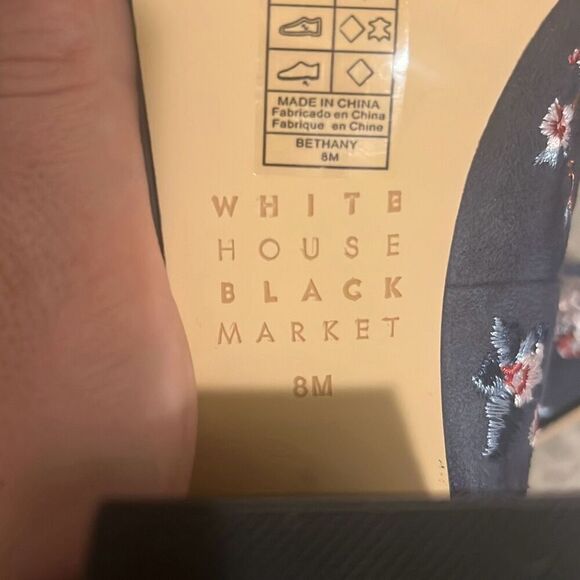 MADE IN CHINA
Fabricado en China
Fabrique en Chine
BETHANY
8M
WHITE
HOUSE
BLACK
MARKET
8M